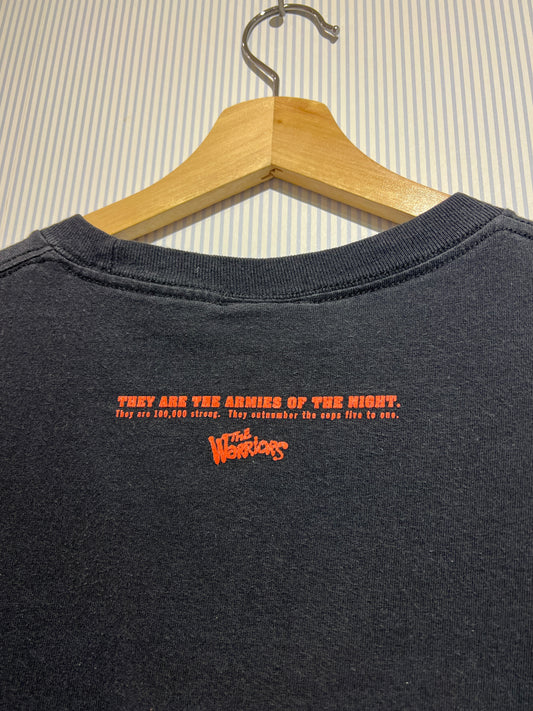 THEY ARE THE ARMIES OF THE NIGHT.
They are 100,000 strong. They outnumber the cops five to one.
THE
WARRIORS